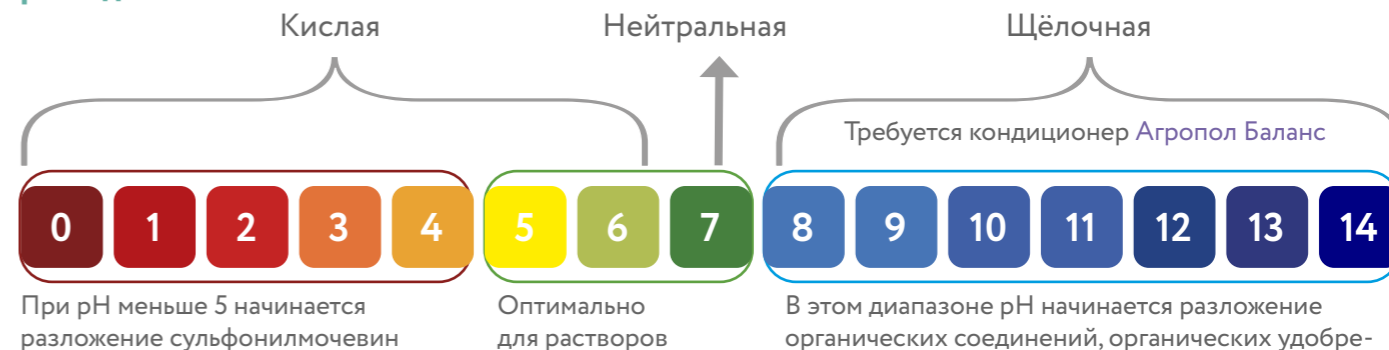 Кислая Нейтральная Щёлочная
Требуется кондиционер Агропол Баланс
0 1 2 3 4 5 6 7 8 9 10 11 12 13 14
При pH меньше 5 начинается
разложение сульфонилмочевин
Оптимально
для растворов
В этом диапазоне pH начинается разложение
органических соединений, органических удобре-